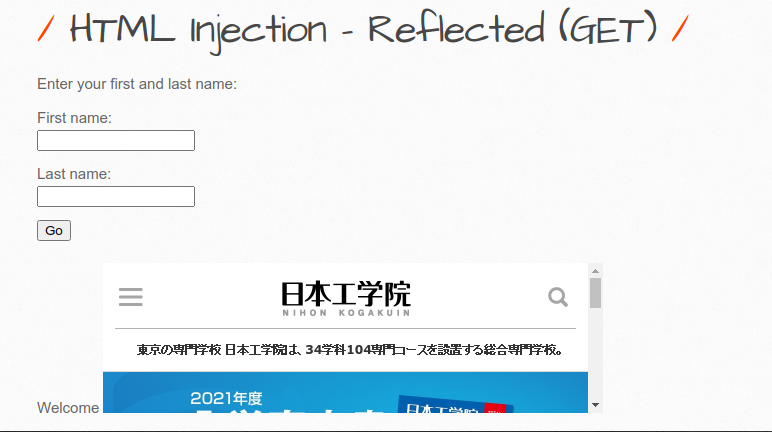 / HTML Injection - Reflected (GET) /
Enter your first and last name:
First name:
Last name:
Go
日本工学院
NIHON KOGAKUIN
東京の専門学校 日本工学院は、34学科104専門コースを設置する総合専門学校。
2021年度
日本工学院
Welcome